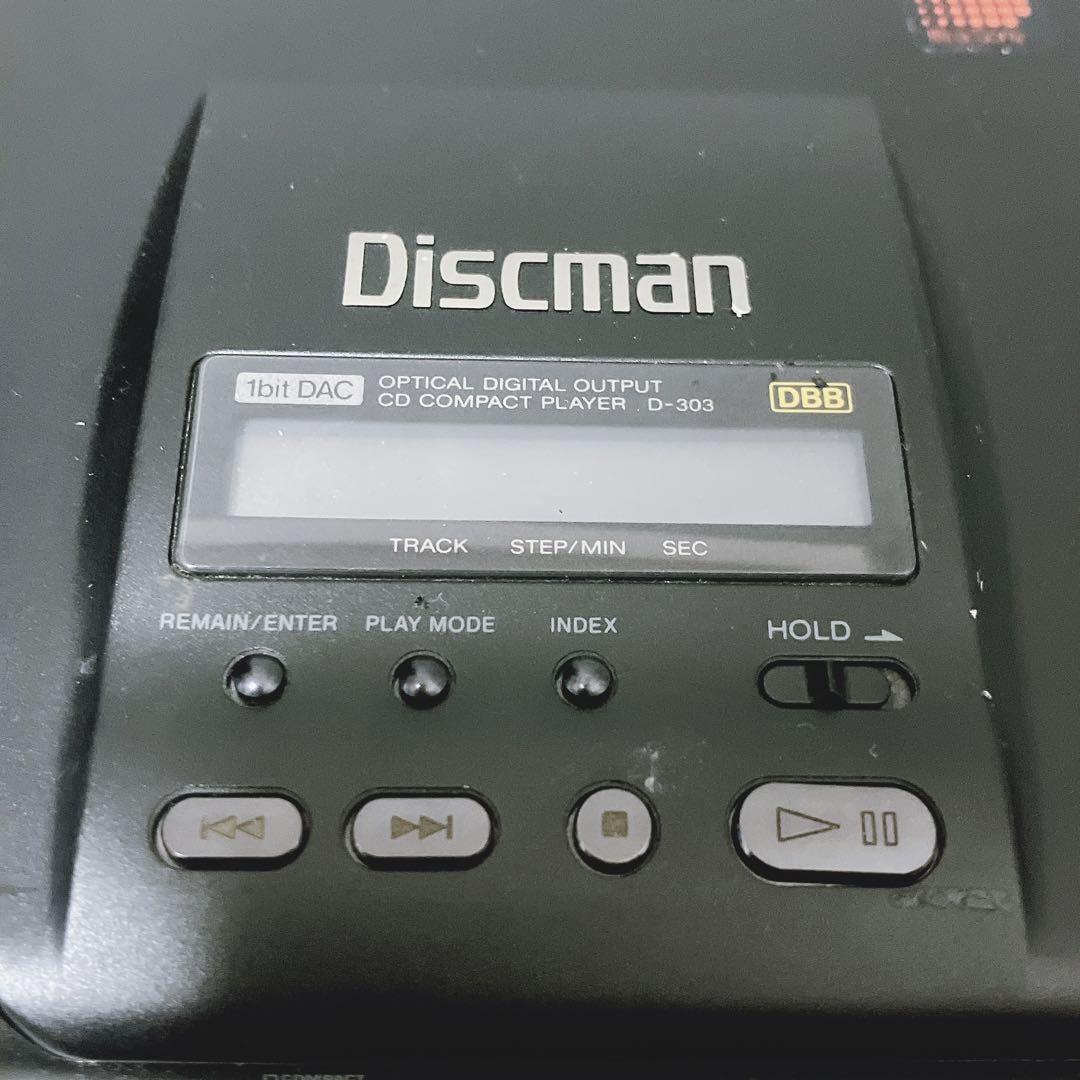 Discman
1bit DAC
OPTICAL DIGITAL OUTPUT
CD COMPACT PLAYER D-303
DBB
TRACK STEP/MIN SEC
REMAIN/ENTER PLAY MODE INDEX HOLD
COMPACT